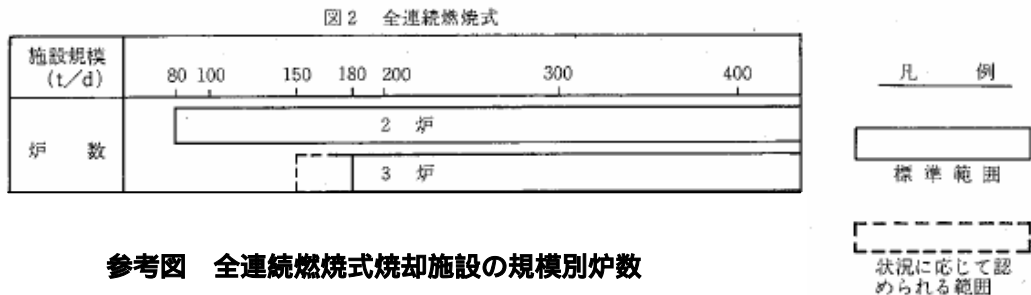 図2 全連続燃焼式
施設規模
(t/d)
80 100 150 180 200 300 400
炉 数
2 炉
3 炉
凡 例
標 準 範 囲
状況に応じて認
められる範囲
参考図 全連続燃焼式焼却施設の規模別炉数